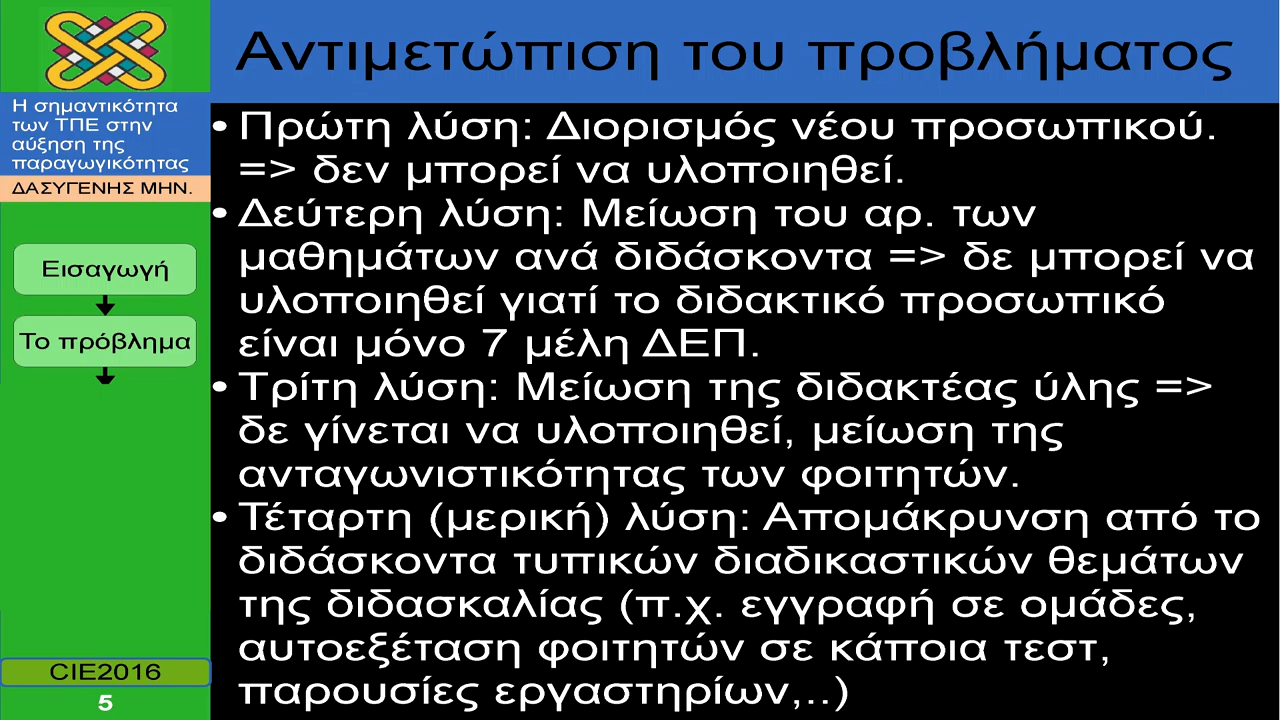 Αντιμετώπιση του προβλήματος
Η σημαντικότητα
των ΤΠΕ στην
αύξηση της
παραγωγικότητας
ΔΑΣΥΓΕΝΗΣ ΜΗΝ.
Εισαγωγή
Το πρόβλημα
CIE2016
5
• Πρώτη λύση: Διορισμός νέου προσωπικού.
=> δεν μπορεί να υλοποιηθεί.
• Δεύτερη λύση: Μείωση του αρ. των
μαθημάτων ανά διδάσκοντα => δε μπορεί να
υλοποιηθεί γιατί το διδακτικό προσωπικό
είναι μόνο 7 μέλη ΔΕΠ.
• Τρίτη λύση: Μείωση της διδακτέας ύλης =>
δε γίνεται να υλοποιηθεί, μείωση της
ανταγωνιστικότητας των φοιτητών.
• Τέταρτη (μερική) λύση: Απομάκρυνση από το
διδάσκοντα τυπικών διαδικαστικών θεμάτων
της διδασκαλίας (π.χ. εγγραφή σε ομάδες,
αυτοεξέταση φοιτητών σε κάποια τεστ,
παρουσίες εργαστηρίων,..)